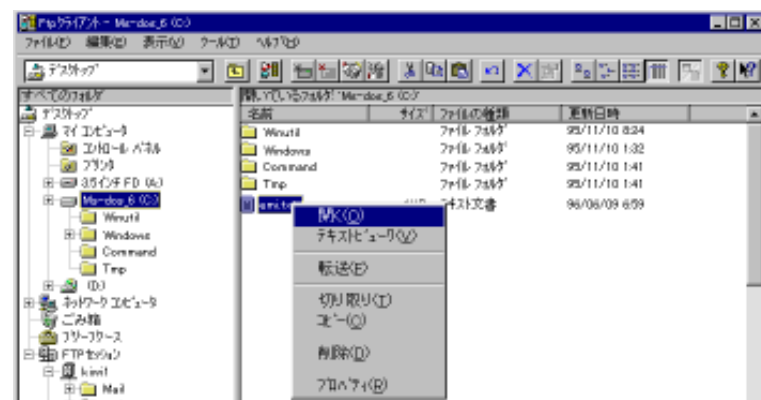 Ftpクライアント - Ms-dos_6 (C:)
ファイル(F) 編集(E) 表示(V) ツール(T) ヘルプ(H)
デスクトップ
すべてのフォルダ
デスクトップ
マイ コンピュータ
コントロール パネル
プリンタ
3.5インチ FD (A:)
Ms-dos_6 (C:)
Winutil
Windows
Command
Tmp
(D:)
ネットワーク コンピュータ
ごみ箱
ブリーフケース
FTP セッション
Mail
開いているフォルダ: 'Ms-dos_6 (C:)'
名前 サイズ ファイルの種類 更新日時
Winutil ファイル フォルダ 95/11/10 8:24
Windows ファイル フォルダ 95/11/10 1:32
Command ファイル フォルダ 95/11/10 1:41
Tmp ファイル フォルダ 95/11/10 1:41
テキスト文書 96/06/09 6:59
開く(O)
テキストビューワ(V)
転送(E)
切り取り(T)
コピー(C)
削除(D)
プロパティ(R)